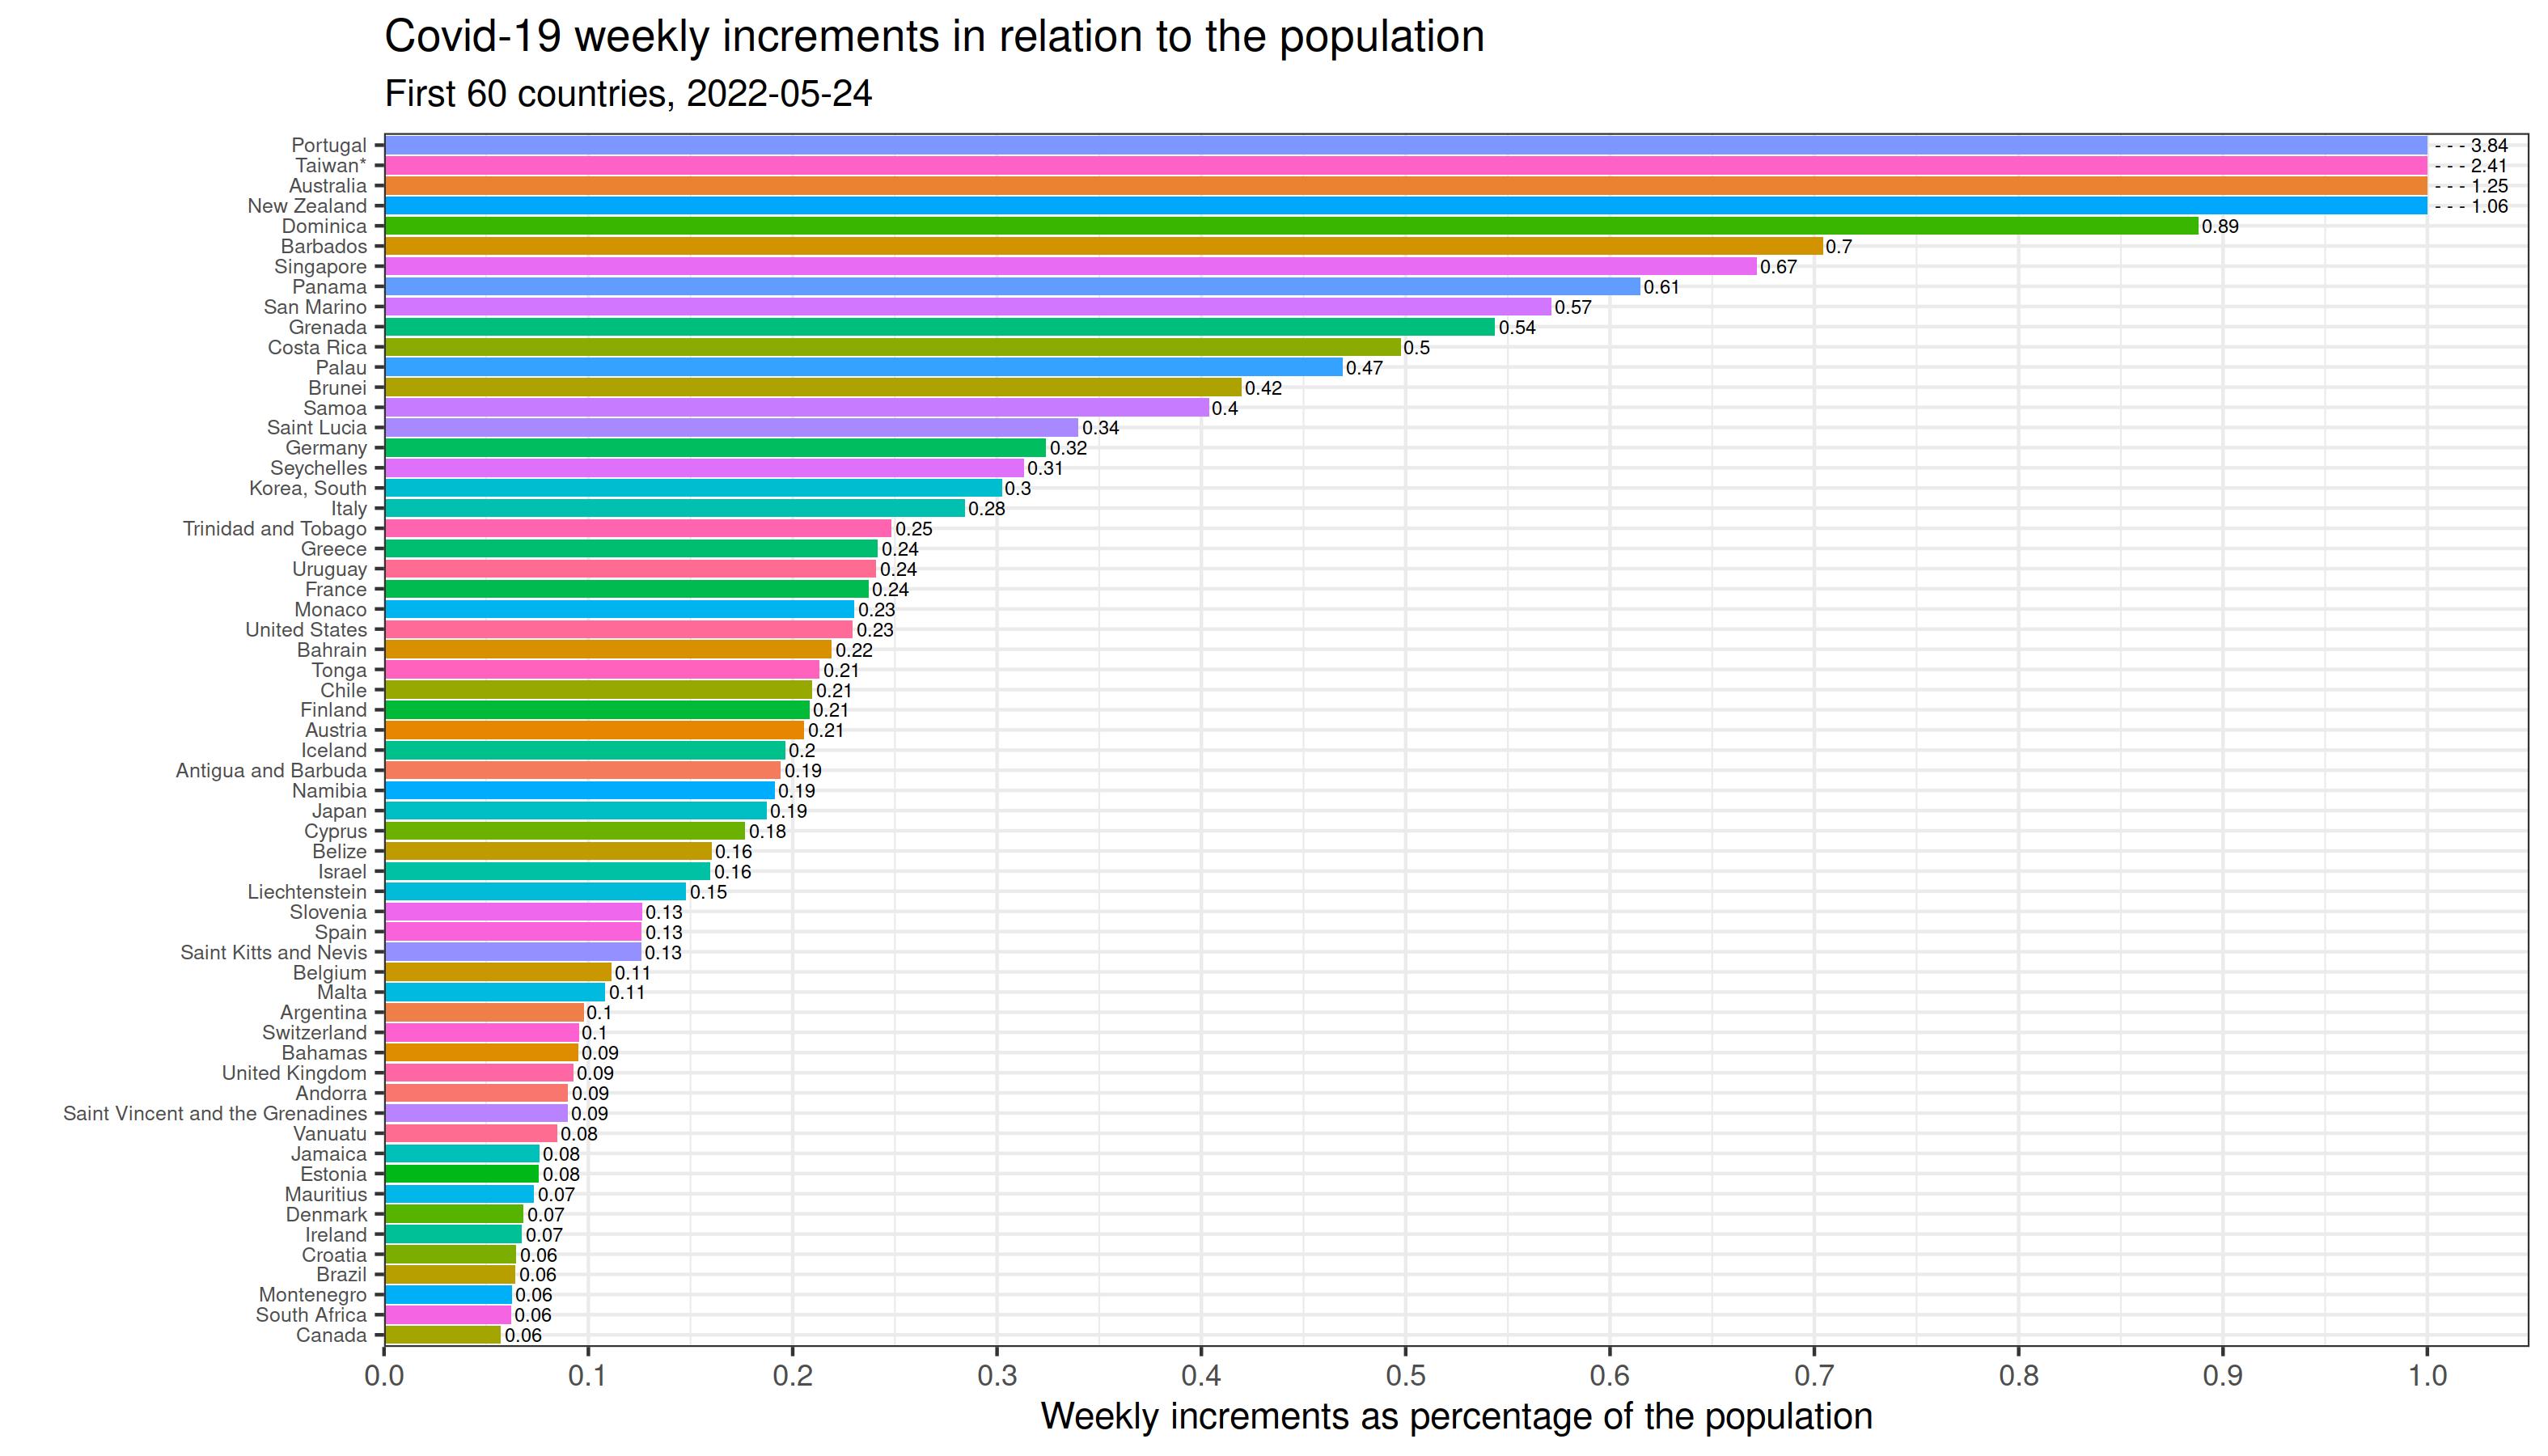 Covid-19 weekly increments in relation to the population
First 60 countries, 2022-05-24
Portugal - - - 3.84
Taiwan* - - - 2.41
Australia - - - 1.25
New Zealand - - - 1.06
Dominica 0.89
Barbados 0.7
Singapore 0.67
Panama 0.61
San Marino 0.57
Grenada 0.54
Costa Rica 0.5
Palau 0.47
Brunei 0.42
Samoa 0.4
Saint Lucia 0.34
Germany 0.32
Seychelles 0.31
Korea, South 0.3
Italy 0.28
Trinidad and Tobago 0.25
Greece 0.24
Uruguay 0.24
France 0.24
Monaco 0.23
United States 0.23
Bahrain 0.22
Tonga 0.21
Chile 0.21
Finland 0.21
Austria 0.21
Iceland 0.2
Antigua and Barbuda 0.19
Namibia 0.19
Japan 0.19
Cyprus 0.18
Belize 0.16
Israel 0.16
Liechtenstein 0.15
Slovenia 0.13
Spain 0.13
Saint Kitts and Nevis 0.13
Belgium 0.11
Malta 0.11
Argentina 0.1
Switzerland 0.1
Bahamas 0.09
United Kingdom 0.09
Andorra 0.09
Saint Vincent and the Grenadines 0.09
Vanuatu 0.08
Jamaica 0.08
Estonia 0.08
Mauritius 0.07
Denmark 0.07
Ireland 0.07
Croatia 0.06
Brazil 0.06
Montenegro 0.06
South Africa 0.06
Canada 0.06
0.0 0.1 0.2 0.3 0.4 0.5 0.6 0.7 0.8 0.9 1.0
Weekly increments as percentage of the population